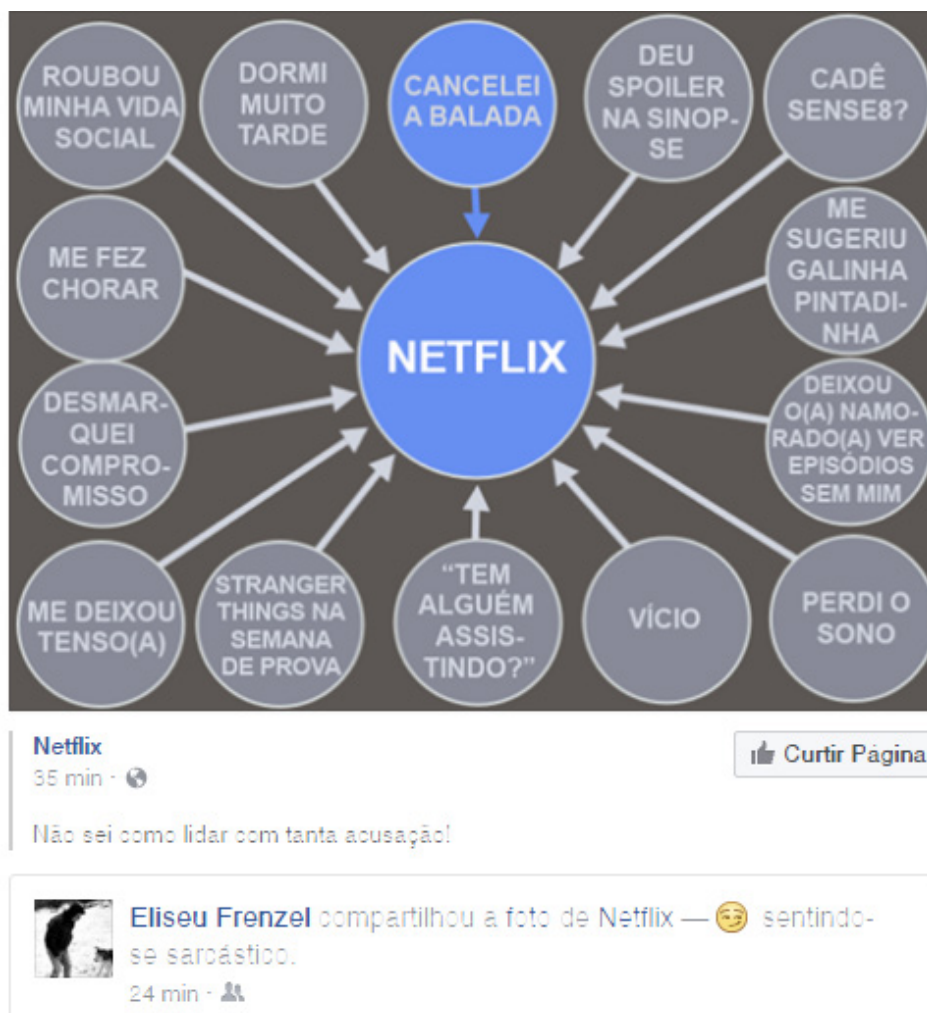 ROUBOU
MINHA VIDA
SOCIAL
DORMI
MUITO
TARDE
CANCELEI
A BALADA
DEU
SPOILER
NA SINOP-
SE
CADÊ
SENSE8?
ME FEZ
CHORAR
NETFLIX
ME
SUGERIU
GALINHA
PINTADI-
NHA
DESMAR-
QUEI
COMPRO-
MISSO
DEIXOU
O(A) NAMO-
RADO(A) VER
EPISÓDIOS
SEM MIM
ME DEIXOU
TENSO(A)
STRANGER
THINGS NA
SEMANA
DE PROVA
“TEM
ALGUÉM
ASSIS-
TINDO?”
VÍCIO
PERDI O
SONO
Netflix
35 min ·
Curtir Página
Não sei como lidar com tanta acusação!
Eliseu Frenzel compartilhou a foto de Netflix — sentindo-
se sarcástico.
24 min ·